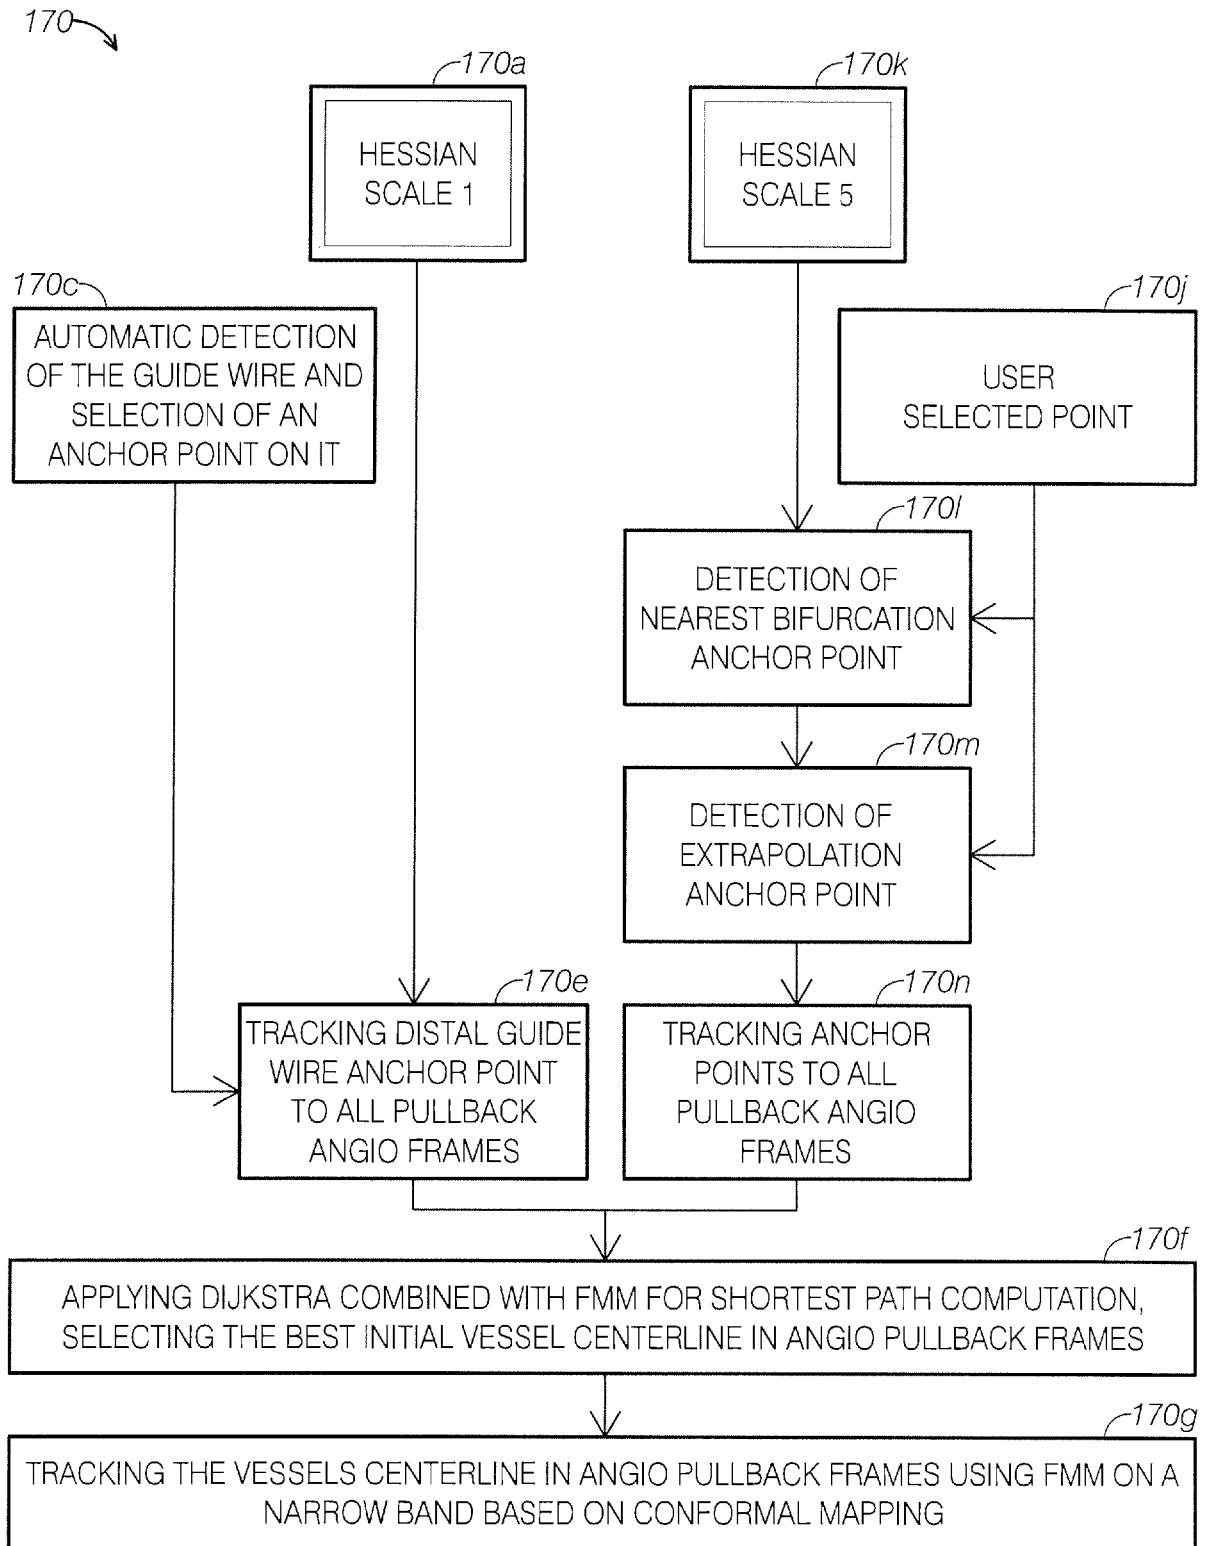 170
170a
HESSIAN
SCALE 1
170k
HESSIAN
SCALE 5
170c
AUTOMATIC DETECTION
OF THE GUIDE WIRE AND
SELECTION OF AN
ANCHOR POINT ON IT
170j
USER
SELECTED POINT
170l
DETECTION OF
NEAREST BIFURCATION
ANCHOR POINT
170m
DETECTION OF
EXTRAPOLATION
ANCHOR POINT
170e
TRACKING DISTAL GUIDE
WIRE ANCHOR POINT
TO ALL PULLBACK
ANGIO FRAMES
170n
TRACKING ANCHOR
POINTS TO ALL
PULLBACK ANGIO
FRAMES
170f
APPLYING DIJKSTRA COMBINED WITH FMM FOR SHORTEST PATH COMPUTATION,
SELECTING THE BEST INITIAL VESSEL CENTERLINE IN ANGIO PULLBACK FRAMES
170g
TRACKING THE VESSELS CENTERLINE IN ANGIO PULLBACK FRAMES USING FMM ON A
NARROW BAND BASED ON CONFORMAL MAPPING